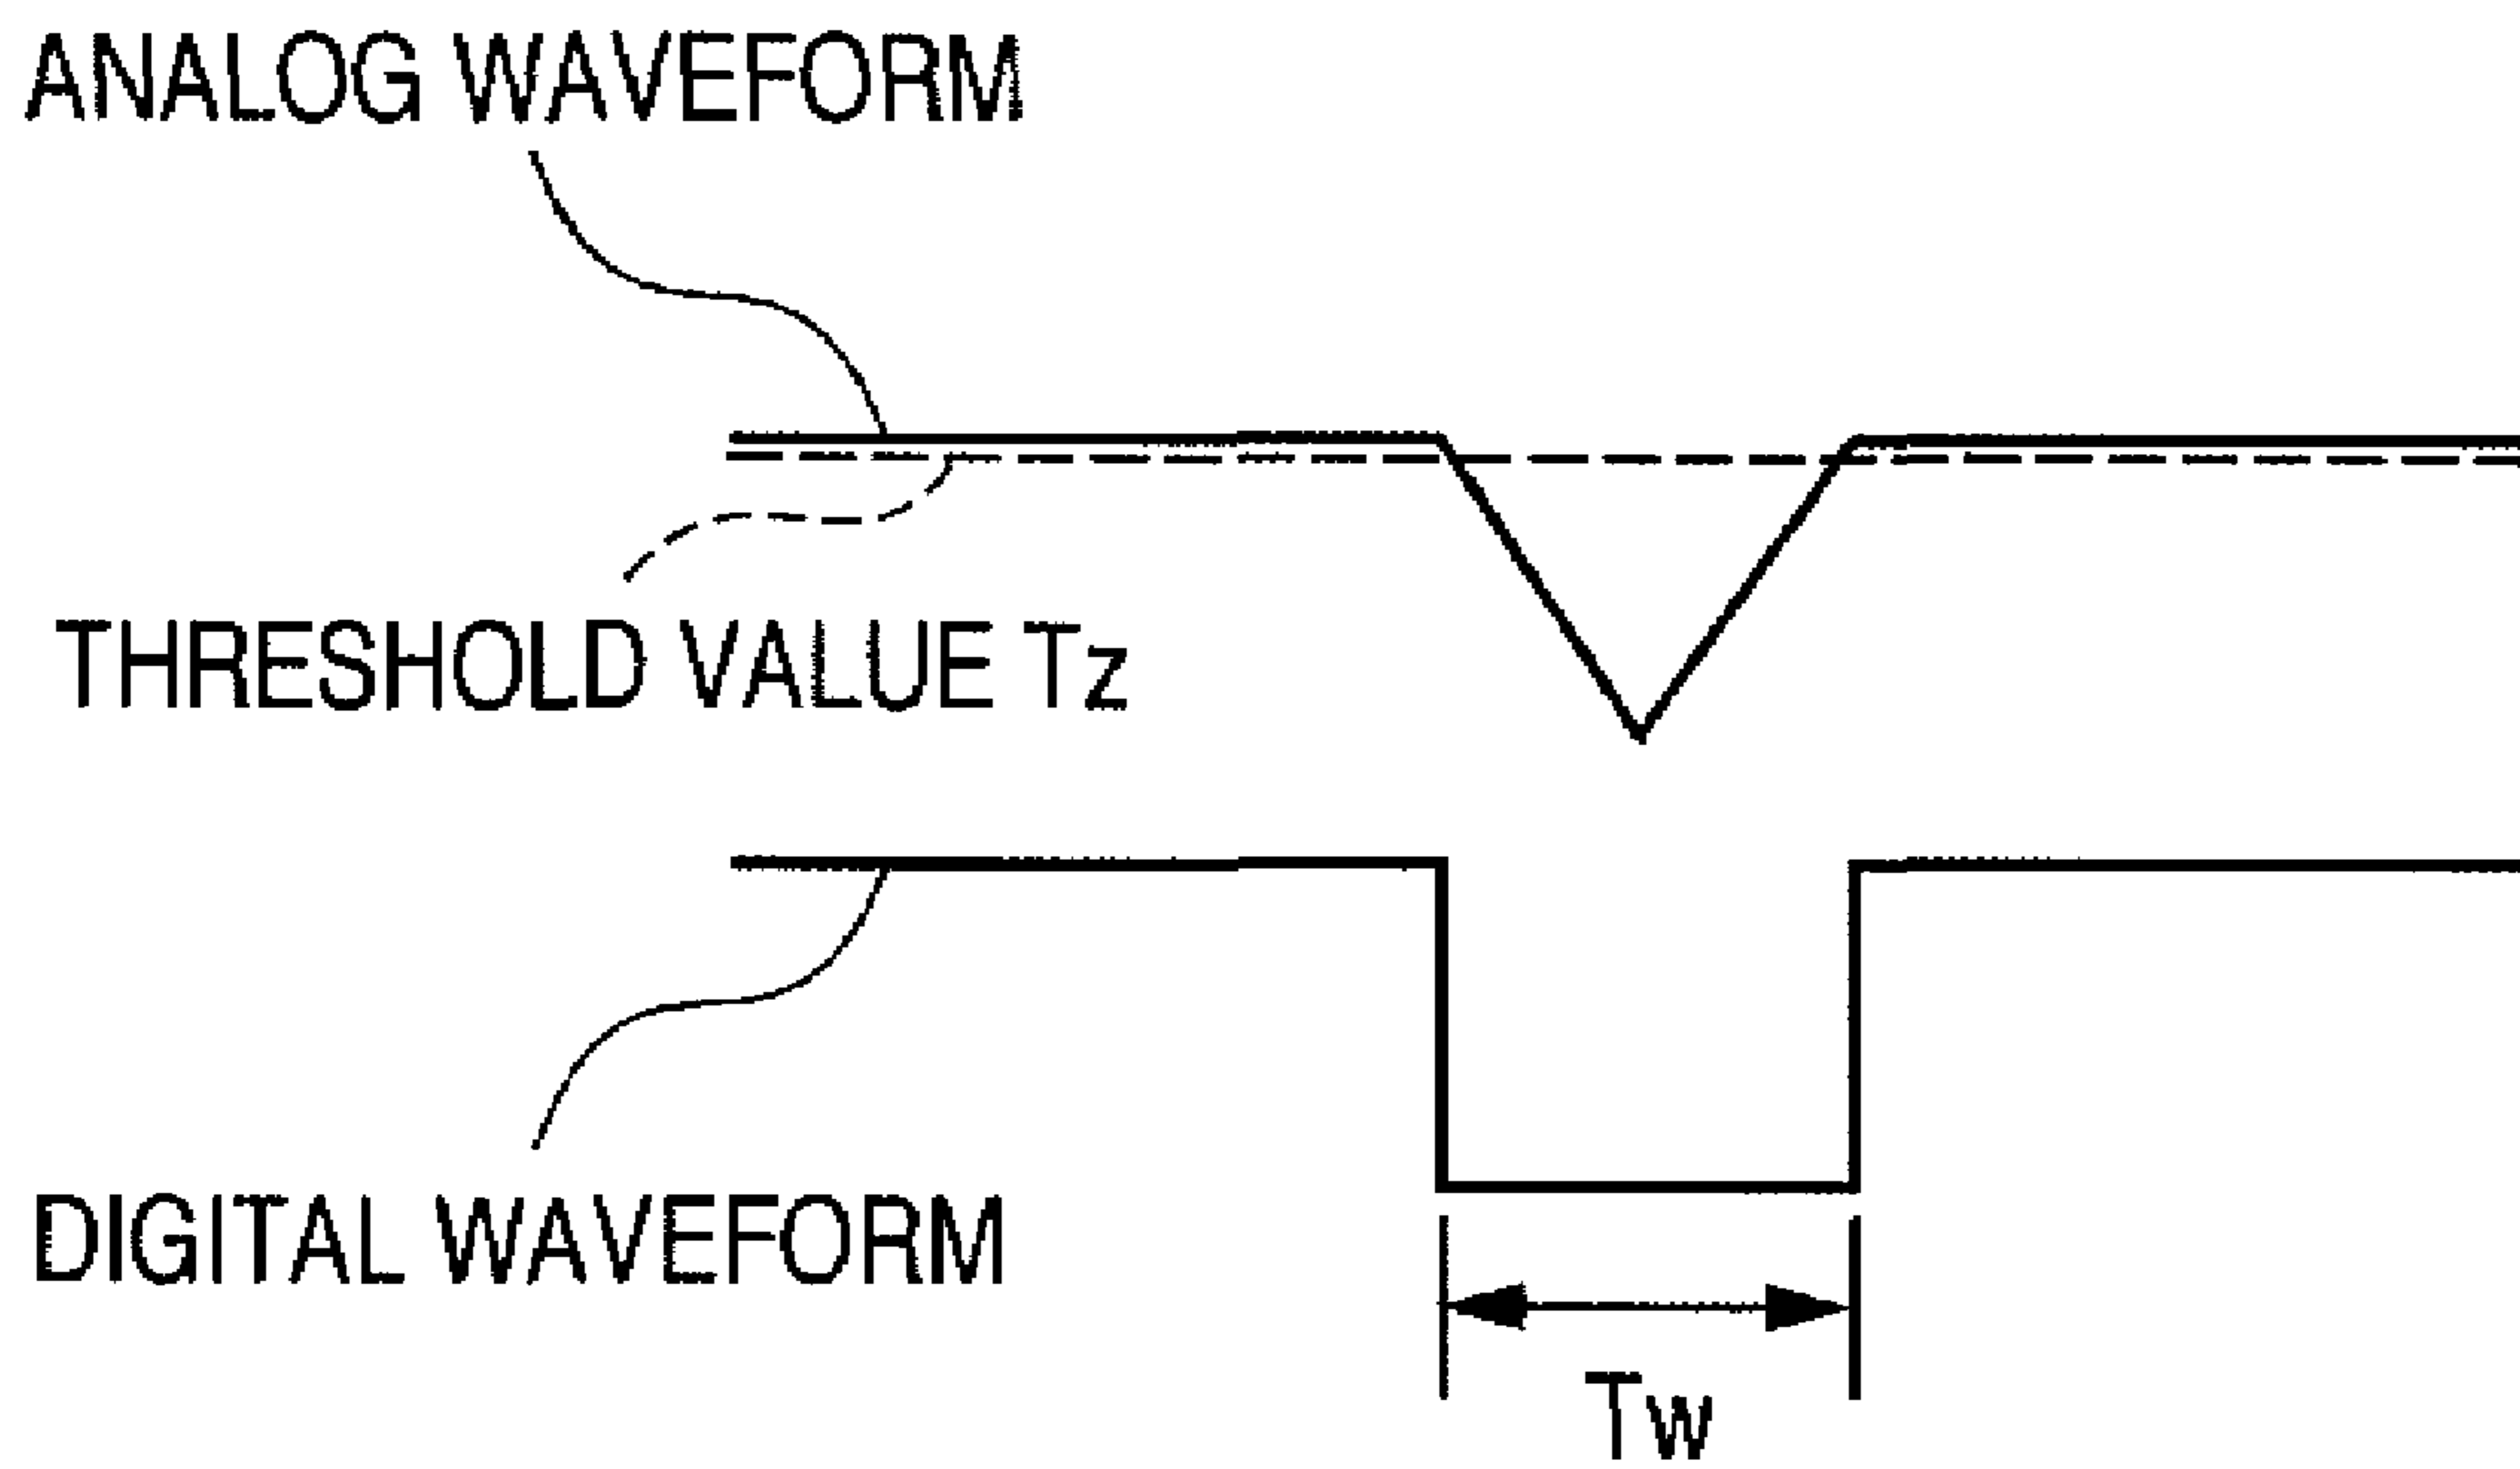 ANALOG WAVEFORM
THRESHOLD VALUE Tz
DIGITAL WAVEFORM
Tw